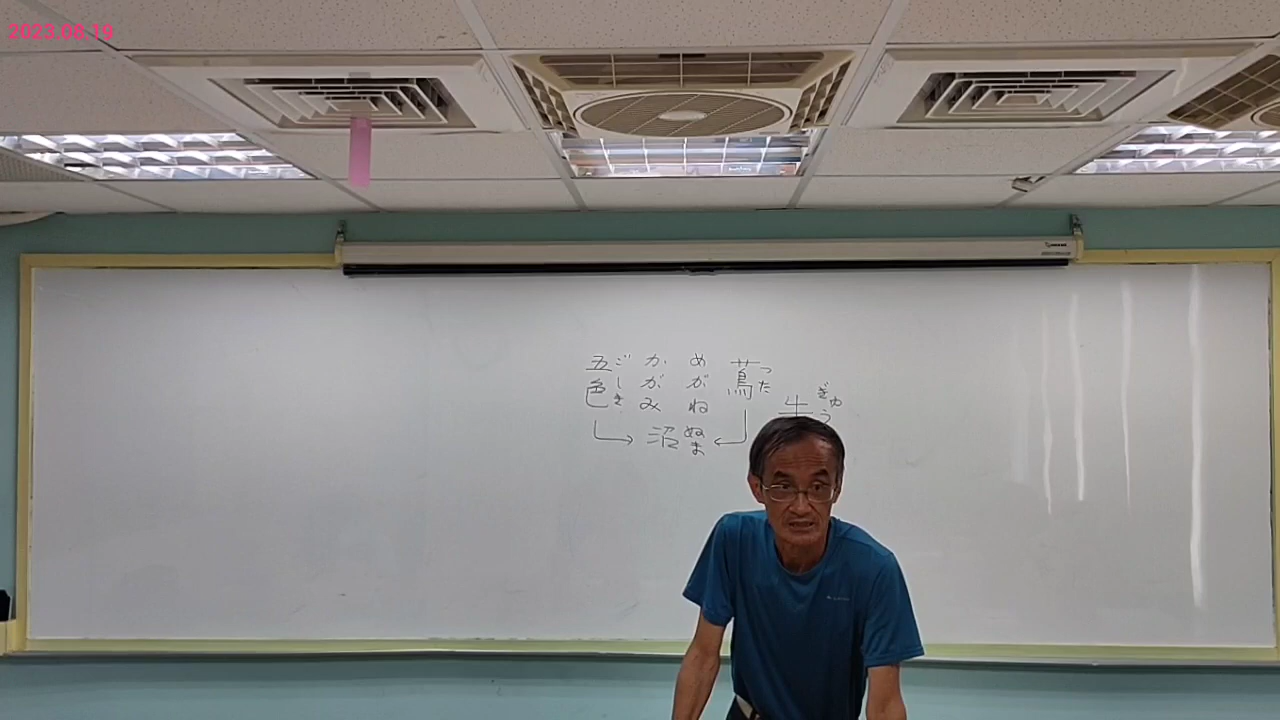 2023.08.19
牛 ぎゅう
蔦 つた
めがね
かがみ
五色 ごしき
沼 ぬま